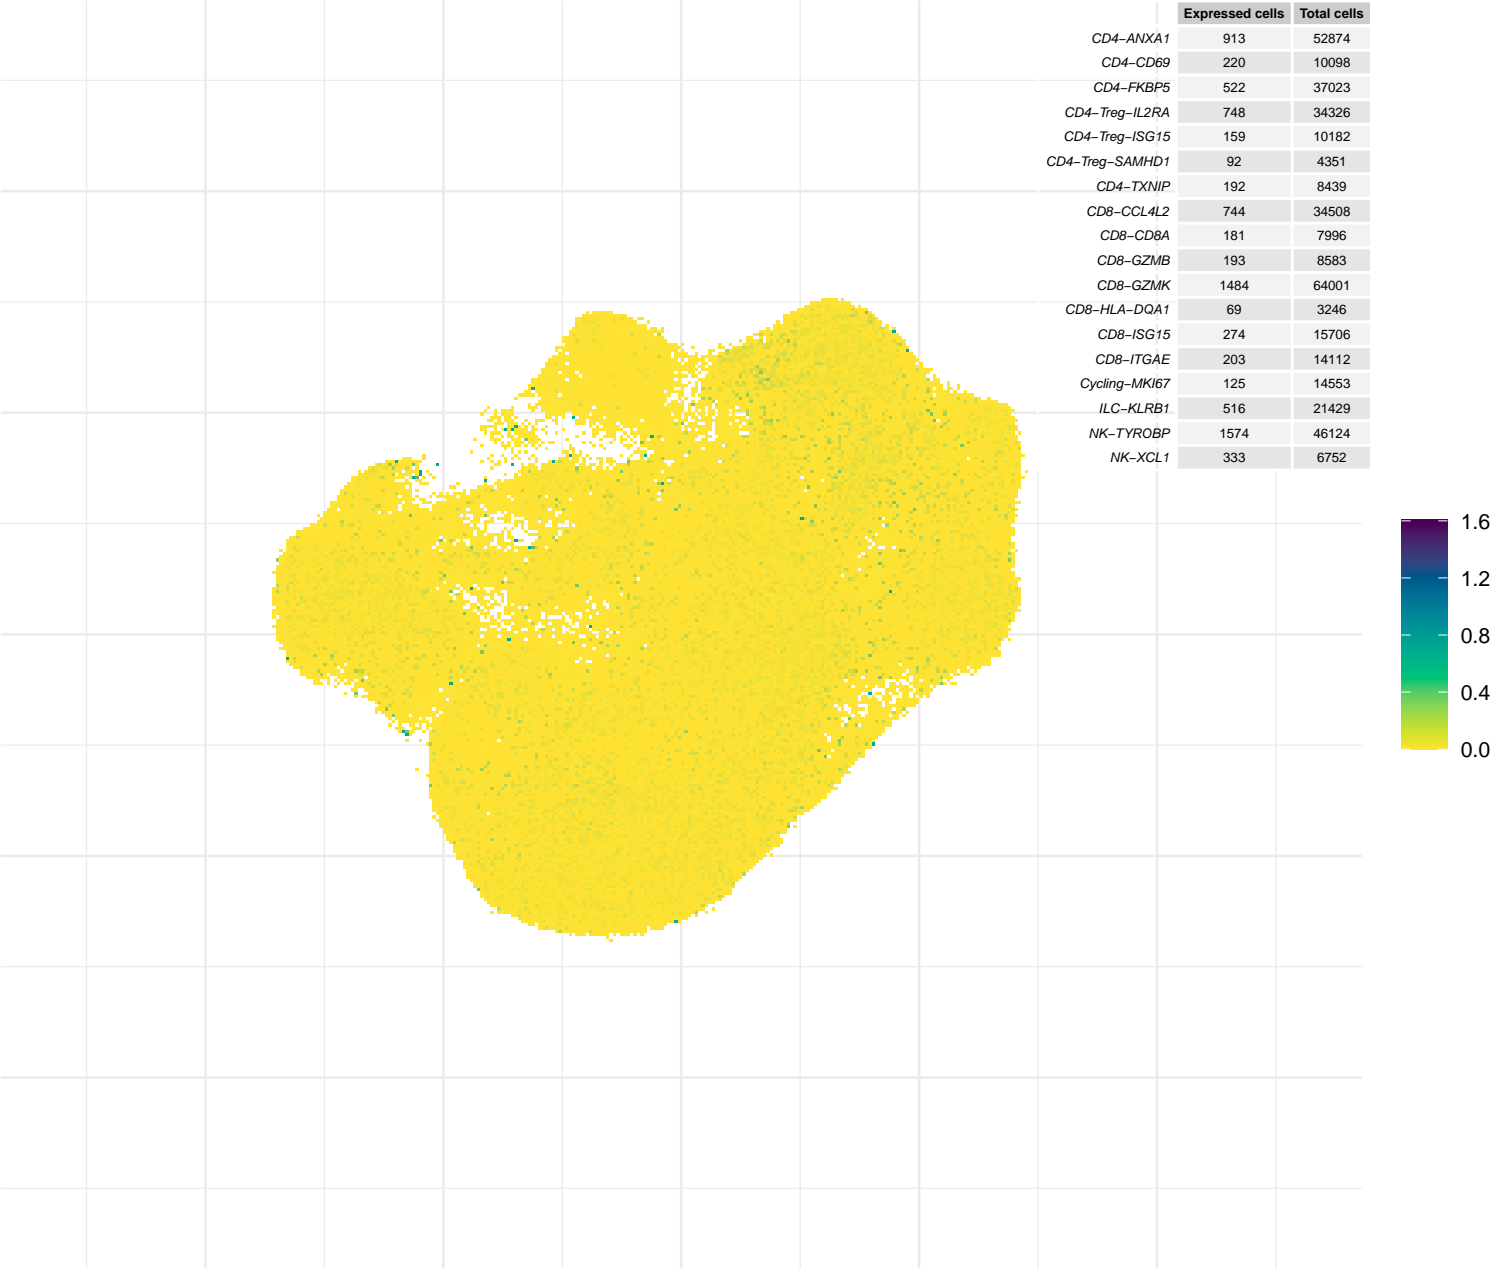 Expressed cells Total cells
CD4−ANXA1 913 52874
CD4−CD69 220 10098
CD4−FKBP5 522 37023
CD4−Treg−IL2RA 748 34326
CD4−Treg−ISG15 159 10182
CD4−Treg−SAMHD1 92 4351
CD4−TXNIP 192 8439
CD8−CCL4L2 744 34508
CD8−CD8A 181 7996
CD8−GZMB 193 8583
CD8−GZMK 1484 64001
CD8−HLA−DQA1 69 3246
CD8−ISG15 274 15706
CD8−ITGAE 203 14112
Cycling−MKI67 125 14553
ILC−KLRB1 516 21429
NK−TYROBP 1574 46124
NK−XCL1 333 6752
1.6
1.2
0.8
0.4
0.0